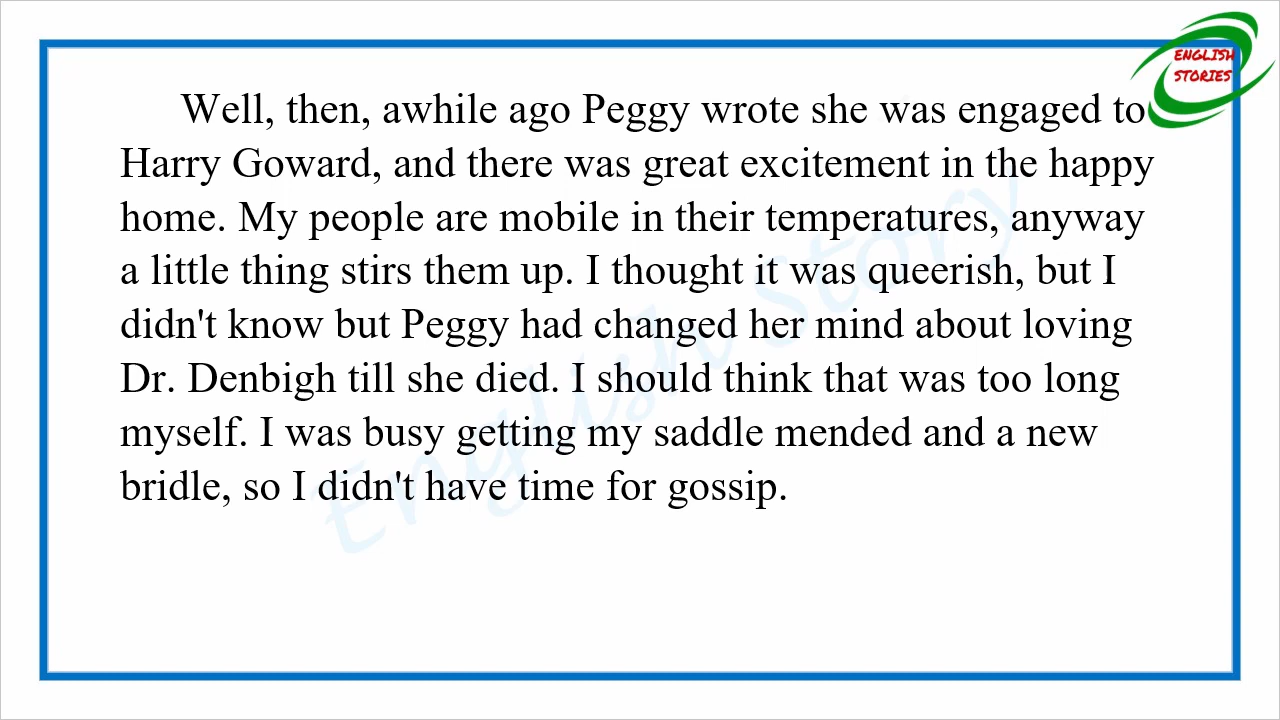 ENGLISH
STORIES
Well, then, awhile ago Peggy wrote she was engaged to
Harry Goward, and there was great excitement in the happy
home. My people are mobile in their temperatures, anyway
a little thing stirs them up. I thought it was queerish, but I
didn't know but Peggy had changed her mind about loving
Dr. Denbigh till she died. I should think that was too long
myself. I was busy getting my saddle mended and a new
bridle, so I didn't have time for gossip.
English Story